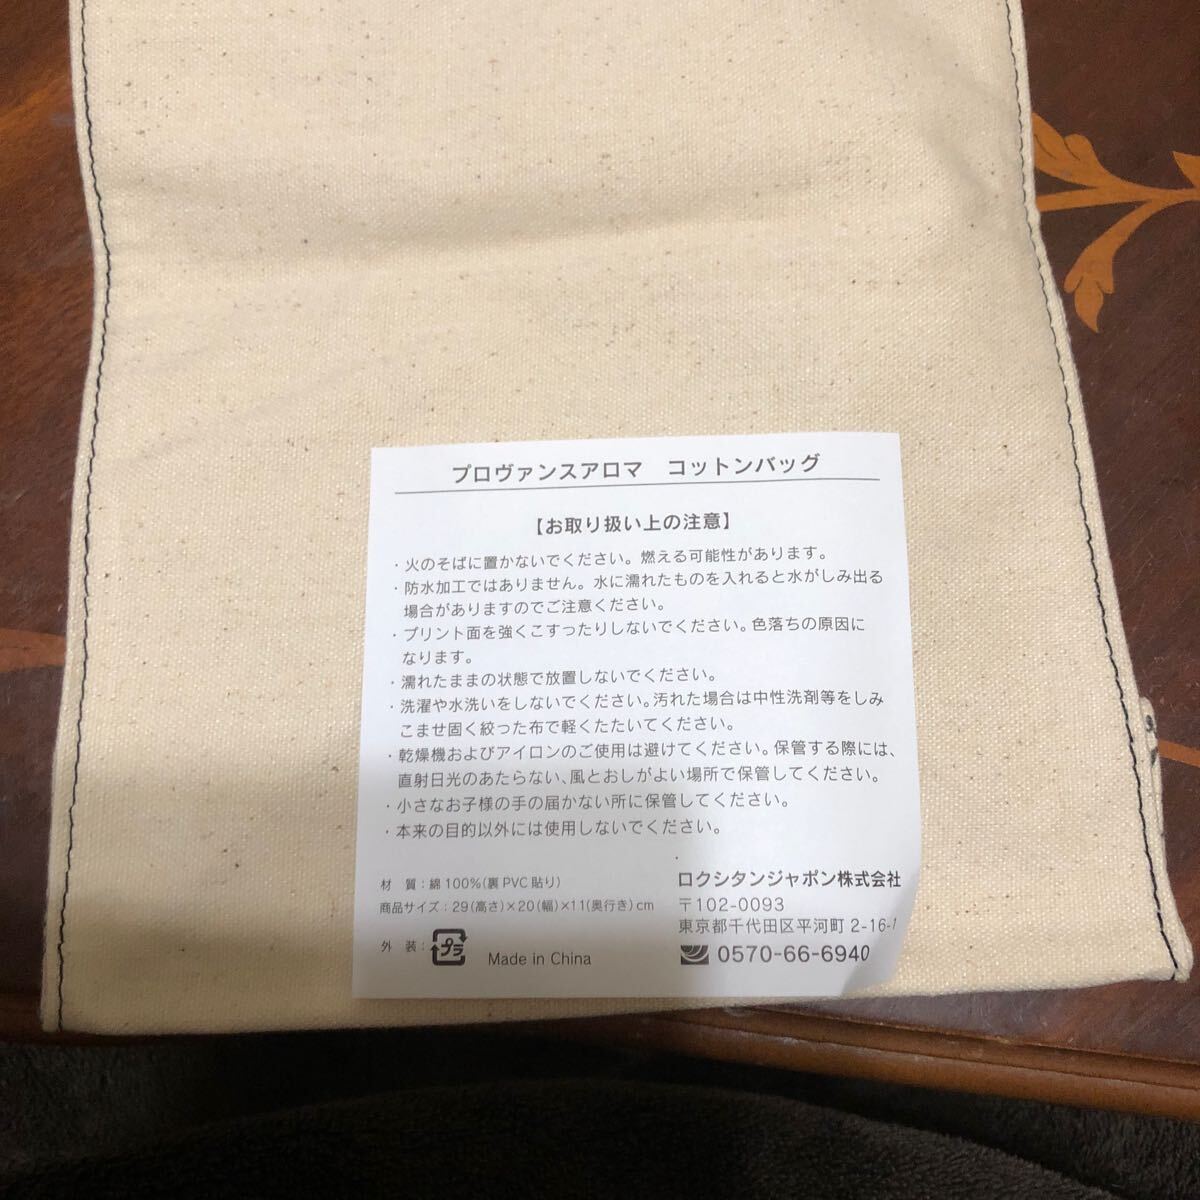 プロヴァンスアロマ　コットンバッグ
【お取り扱い上の注意】
・火のそばに置かないでください。燃える可能性があります。
・防水加工ではありません。水に濡れたものを入れると水がしみ出る
場合がありますのでご注意ください。
・プリント面を強くこすったりしないでください。色落ちの原因に
なります。
・濡れたままの状態で放置しないでください。
・洗濯や水洗いをしないでください。汚れた場合は中性洗剤等をしみ
こませ固く絞った布で軽くたたいてください。
・乾燥機およびアイロンのご使用は避けてください。保管する際には、
直射日光のあたらない、風とおしがよい場所で保管してください。
・小さなお子様の手の届かない所に保管してください。
・本来の目的以外には使用しないでください。
材　質：綿100%(裏PVC貼り)
商品サイズ：29(高さ)×20(幅)×11(奥行き)cm
外　装：プラ
Made in China
ロクシタンジャポン株式会社
〒102-0093
東京都千代田区平河町2-16-1
0570-66-6940